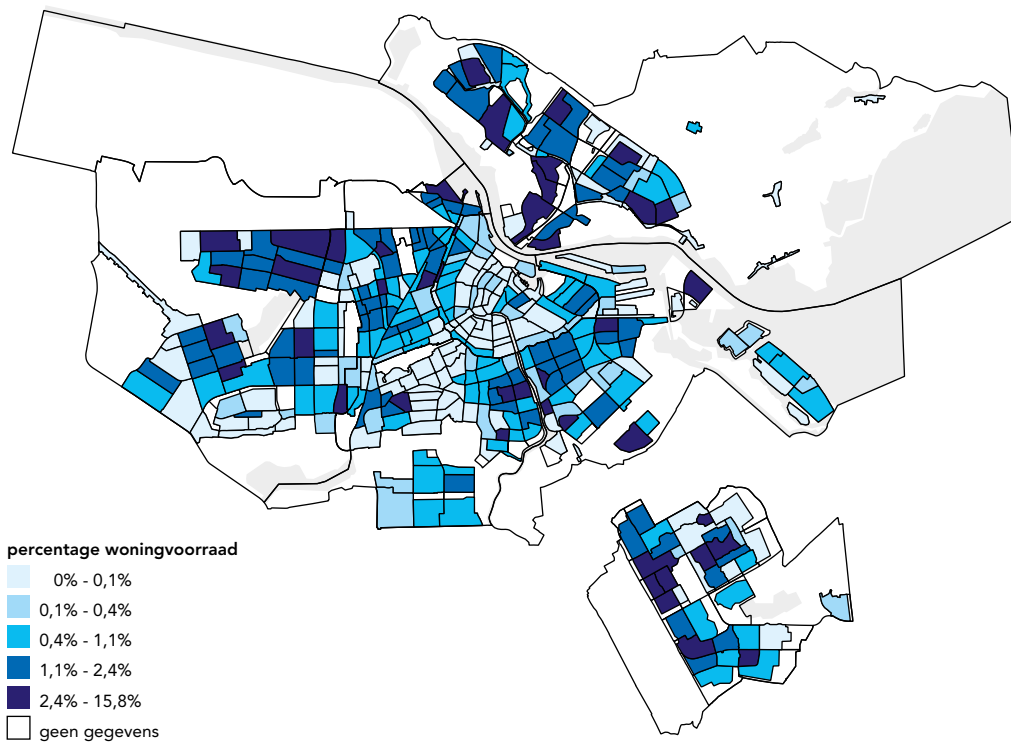 percentage woningvoorraad
0% - 0,1%
0,1% - 0,4%
0,4% - 1,1%
1,1% - 2,4%
2,4% - 15,8%
geen gegevens